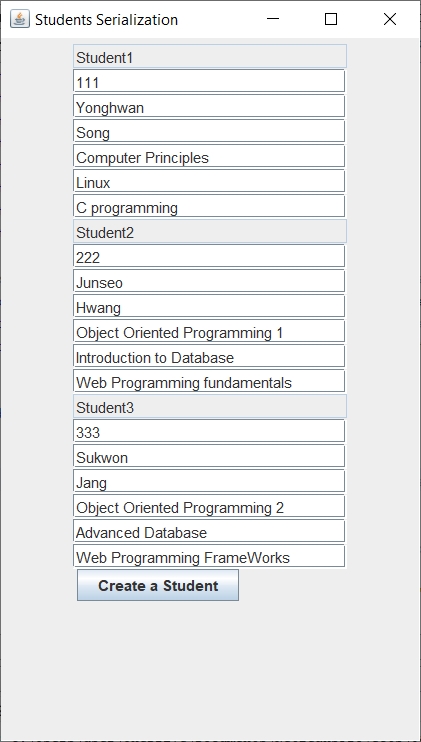 Students Serialization
Student1
111
Yonghwan
Song
Computer Principles
Linux
C programming
Student2
222
Junseo
Hwang
Object Oriented Programming 1
Introduction to Database
Web Programming fundamentals
Student3
333
Sukwon
Jang
Object Oriented Programming 2
Advanced Database
Web Programming FrameWorks
Create a Student